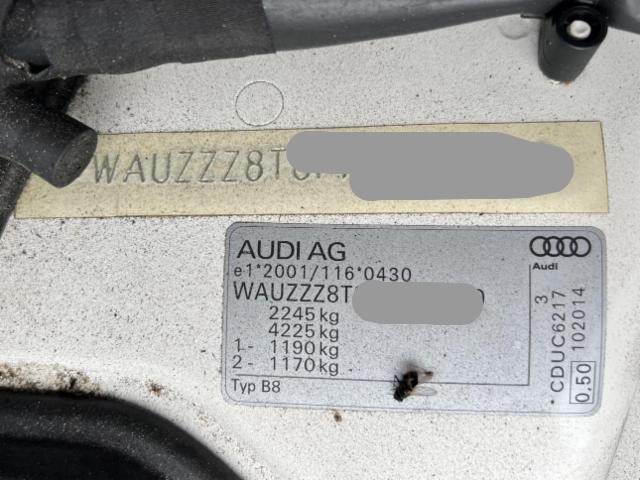 WAUZZZ8T
AUDI AG
Audi
e1*2001/116*0430
WAUZZZ8T
2245 kg
4225 kg
1- 1190 kg
2- 1170 kg
Typ B8
CDUC6217 3
102014
0.50